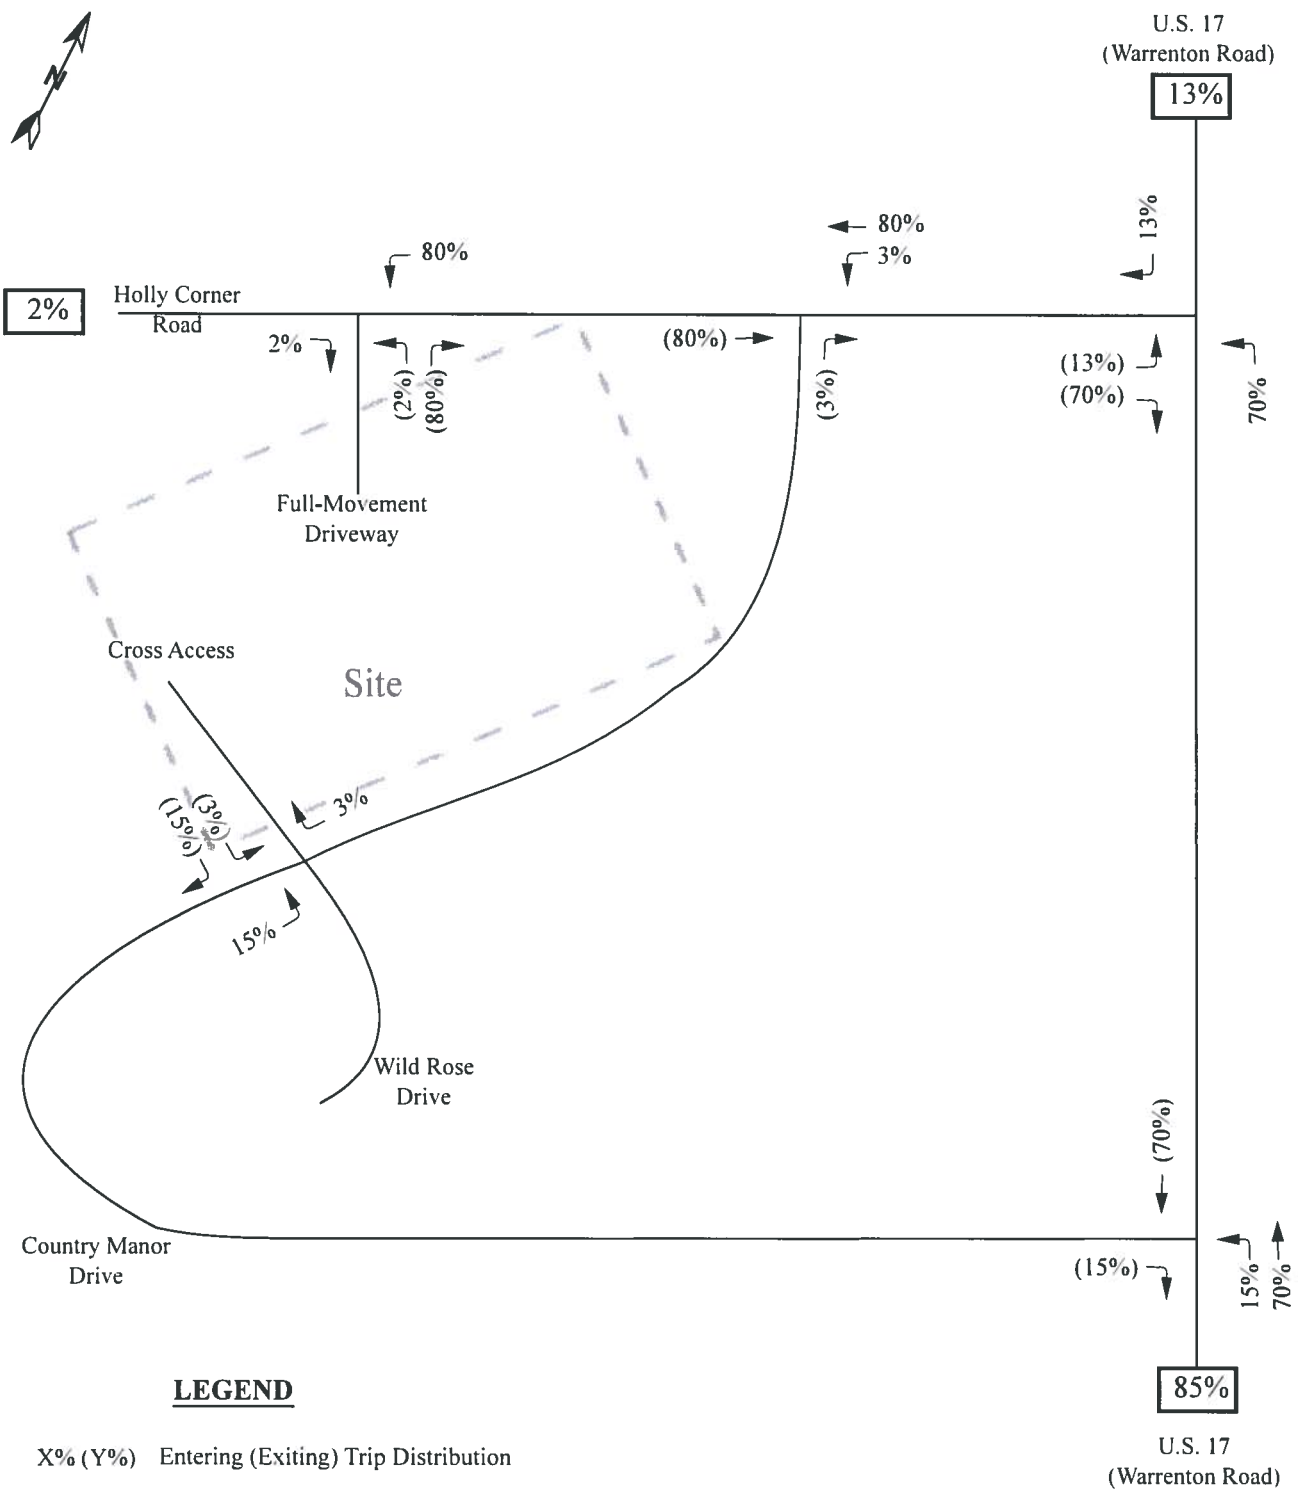 N
U.S. 17
(Warrenton Road)
13%
13%
80%
3%
80%
2%
Holly Corner
Road
2%
(2%)
(80%)
(80%)
(3%)
(13%)
(70%)
70%
Full-Movement
Driveway
Cross Access
Site
3%
(3%)
(15%)
15%
Wild Rose
Drive
(70%)
Country Manor
Drive
(15%)
15%
70%
85%
U.S. 17
(Warrenton Road)
LEGEND
X% (Y%) Entering (Exiting) Trip Distribution